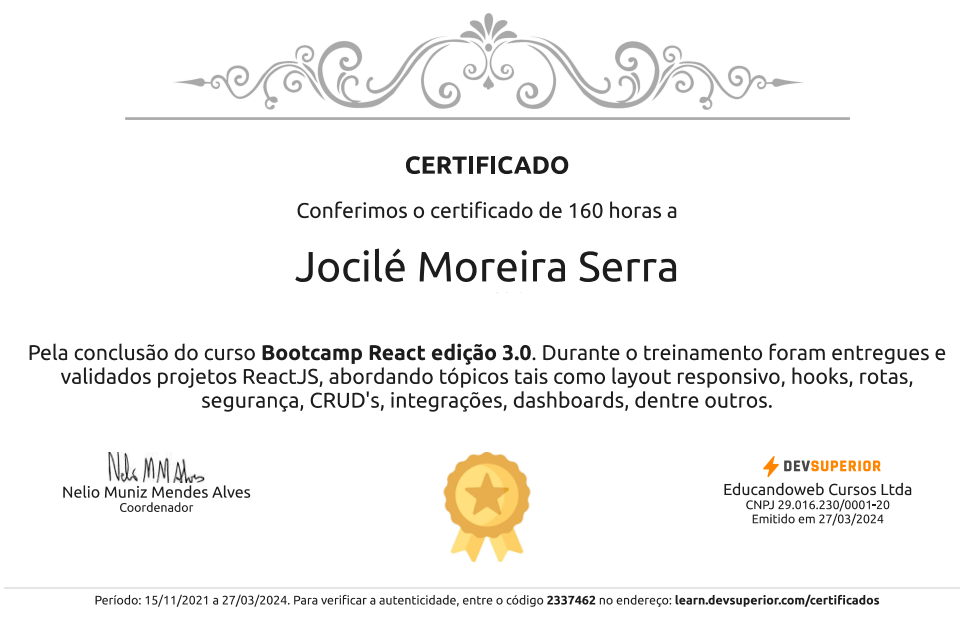 CERTIFICADO
Conferimos o certificado de 160 horas a
Jocilé Moreira Serra
Pela conclusão do curso Bootcamp React edição 3.0. Durante o treinamento foram entregues e
validados projetos ReactJS, abordando tópicos tais como layout responsivo, hooks, rotas,
segurança, CRUD's, integrações, dashboards, dentre outros.
Nelio Muniz Mendes Alves
Coordenador
DEVSUPERIOR
Educandoweb Cursos Ltda
CNPJ 29.016.230/0001-20
Emitido em 27/03/2024
Período: 15/11/2021 a 27/03/2024. Para verificar a autenticidade, entre o código 2337462 no endereço: learn.devsuperior.com/certificados